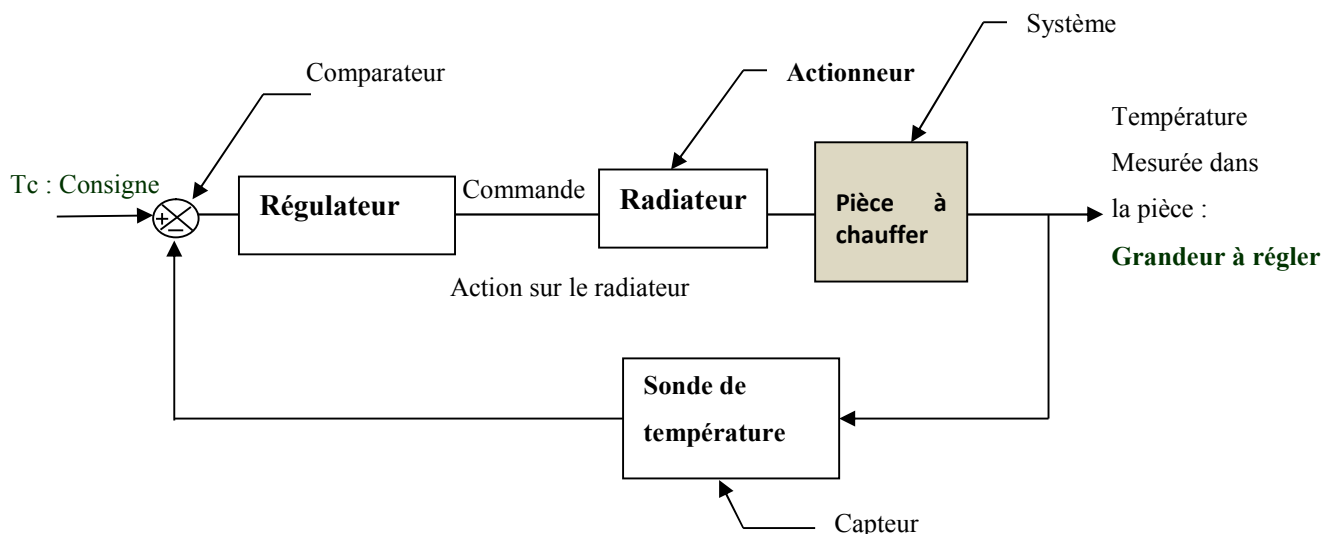 Système
Comparateur
Actionneur
Température
Mesurée dans
la pièce :
Grandeur à régler
Tc : Consigne
+
−
Régulateur
Commande
Radiateur
Pièce à
chauffer
Action sur le radiateur
Sonde de
température
Capteur